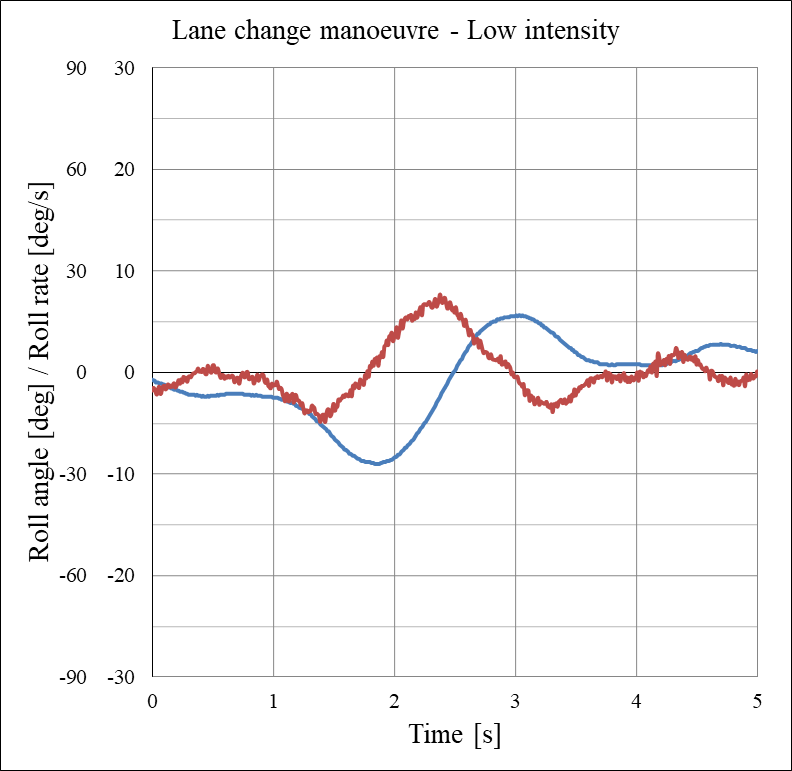 Lane change manoeuvre - Low intensity
90 30
60 20
30 10
0 0
-30 -10
-60 -20
-90 -30
Roll angle [deg] / Roll rate [deg/s]
0 1 2 3 4 5
Time [s]